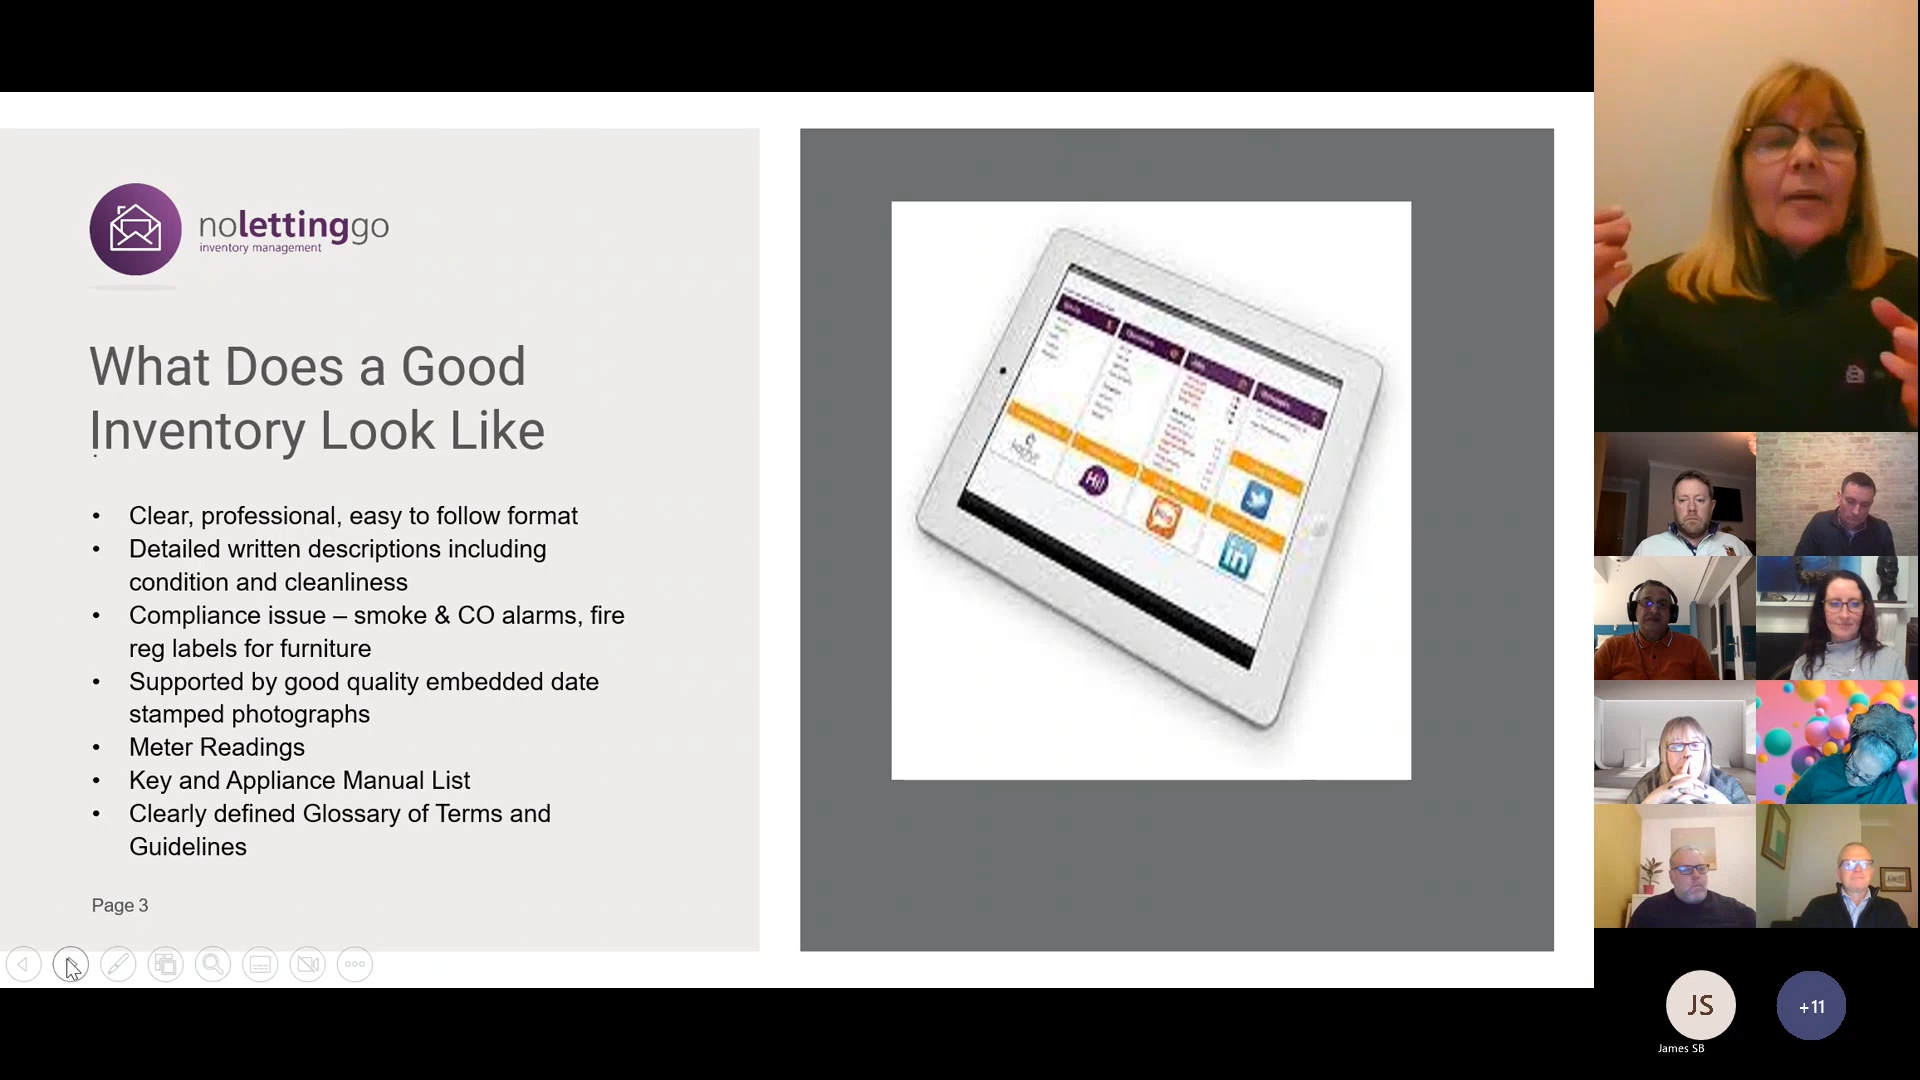 nolettinggo
inventory management
What Does a Good
Inventory Look Like
.
• Clear, professional, easy to follow format
• Detailed written descriptions including
condition and cleanliness
• Compliance issue – smoke & CO alarms, fire
reg labels for furniture
• Supported by good quality embedded date
stamped photographs
• Meter Readings
• Key and Appliance Manual List
• Clearly defined Glossary of Terms and
Guidelines
Page 3
Hi!
in
JS
+11
James SB